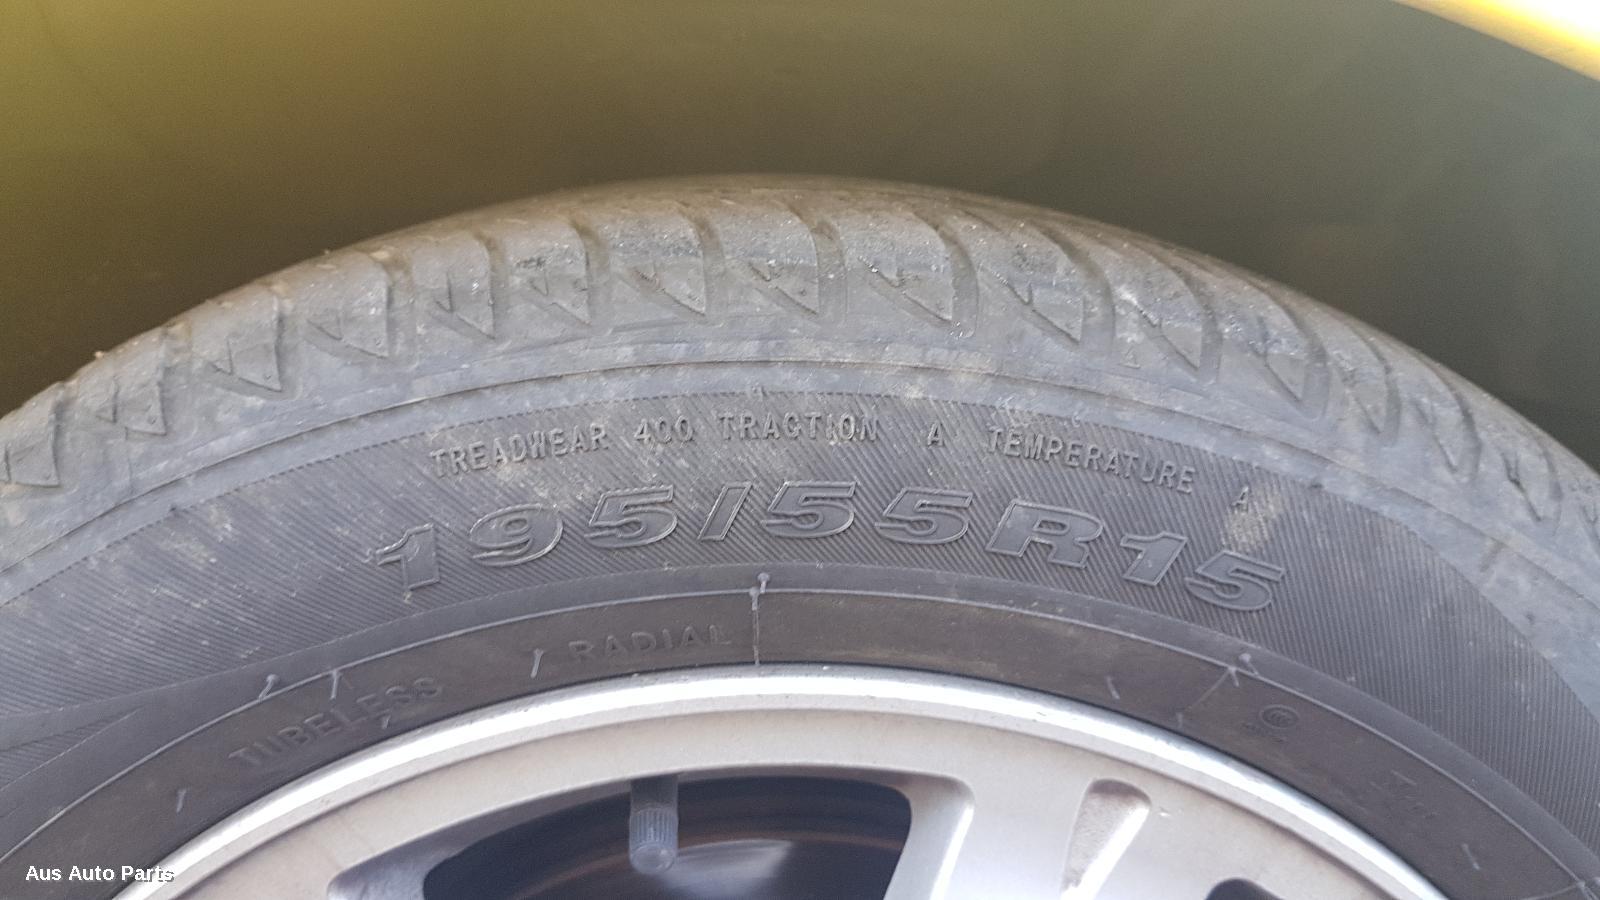 TREADWEAR 400 TRACTION A TEMPERATURE A
195/55R15
RADIAL
TUBELESS
Aus Auto Parts